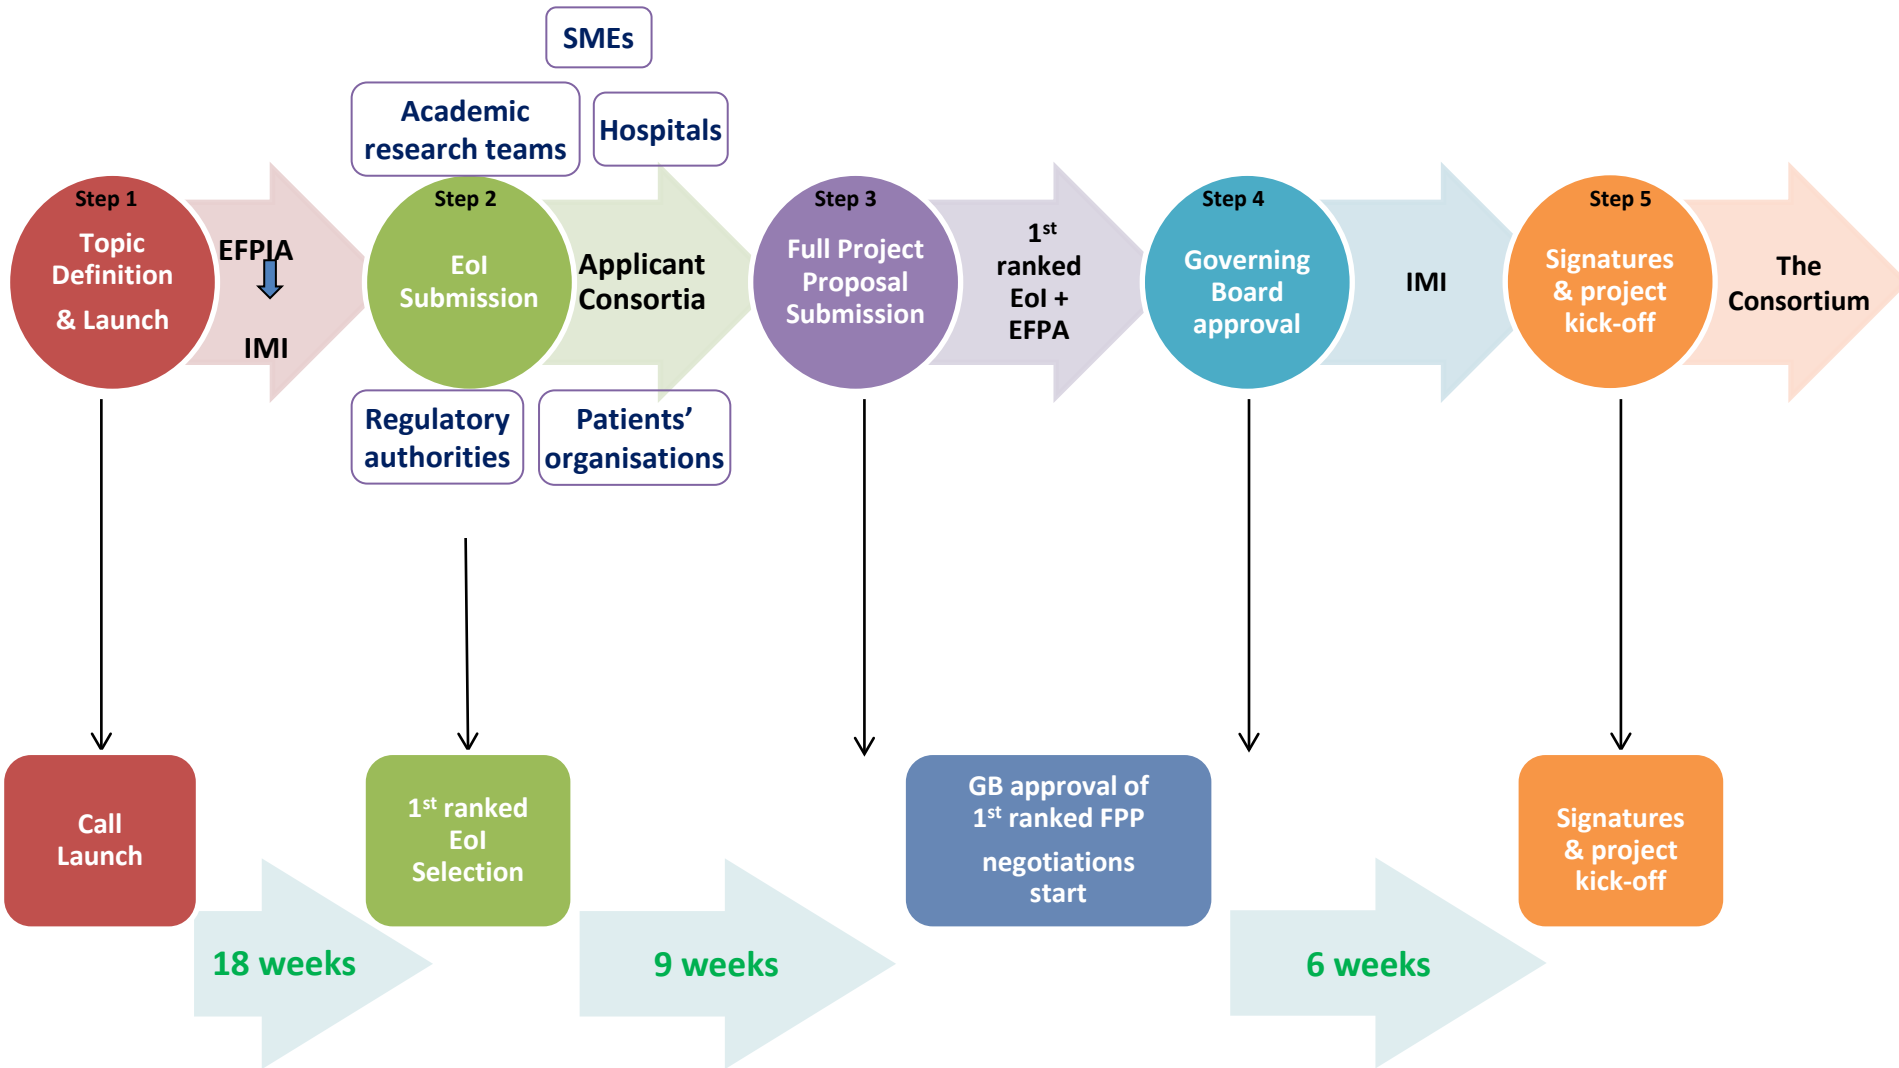 SMEs
Academic
research teams
Hospitals
Step 1
Topic
Definition
& Launch
EFPIA
IMI
Step 2
EoI
Submission
Applicant
Consortia
Step 3
Full Project
Proposal
Submission
1st
ranked
EoI +
EFPA
Step 4
Governing
Board
approval
IMI
Step 5
Signatures
& project
kick-off
The
Consortium
Regulatory
authorities
Patients’
organisations
Call
Launch
1st ranked
EoI
Selection
GB approval of
1st ranked FPP
negotiations
start
Signatures
& project
kick-off
18 weeks
9 weeks
6 weeks